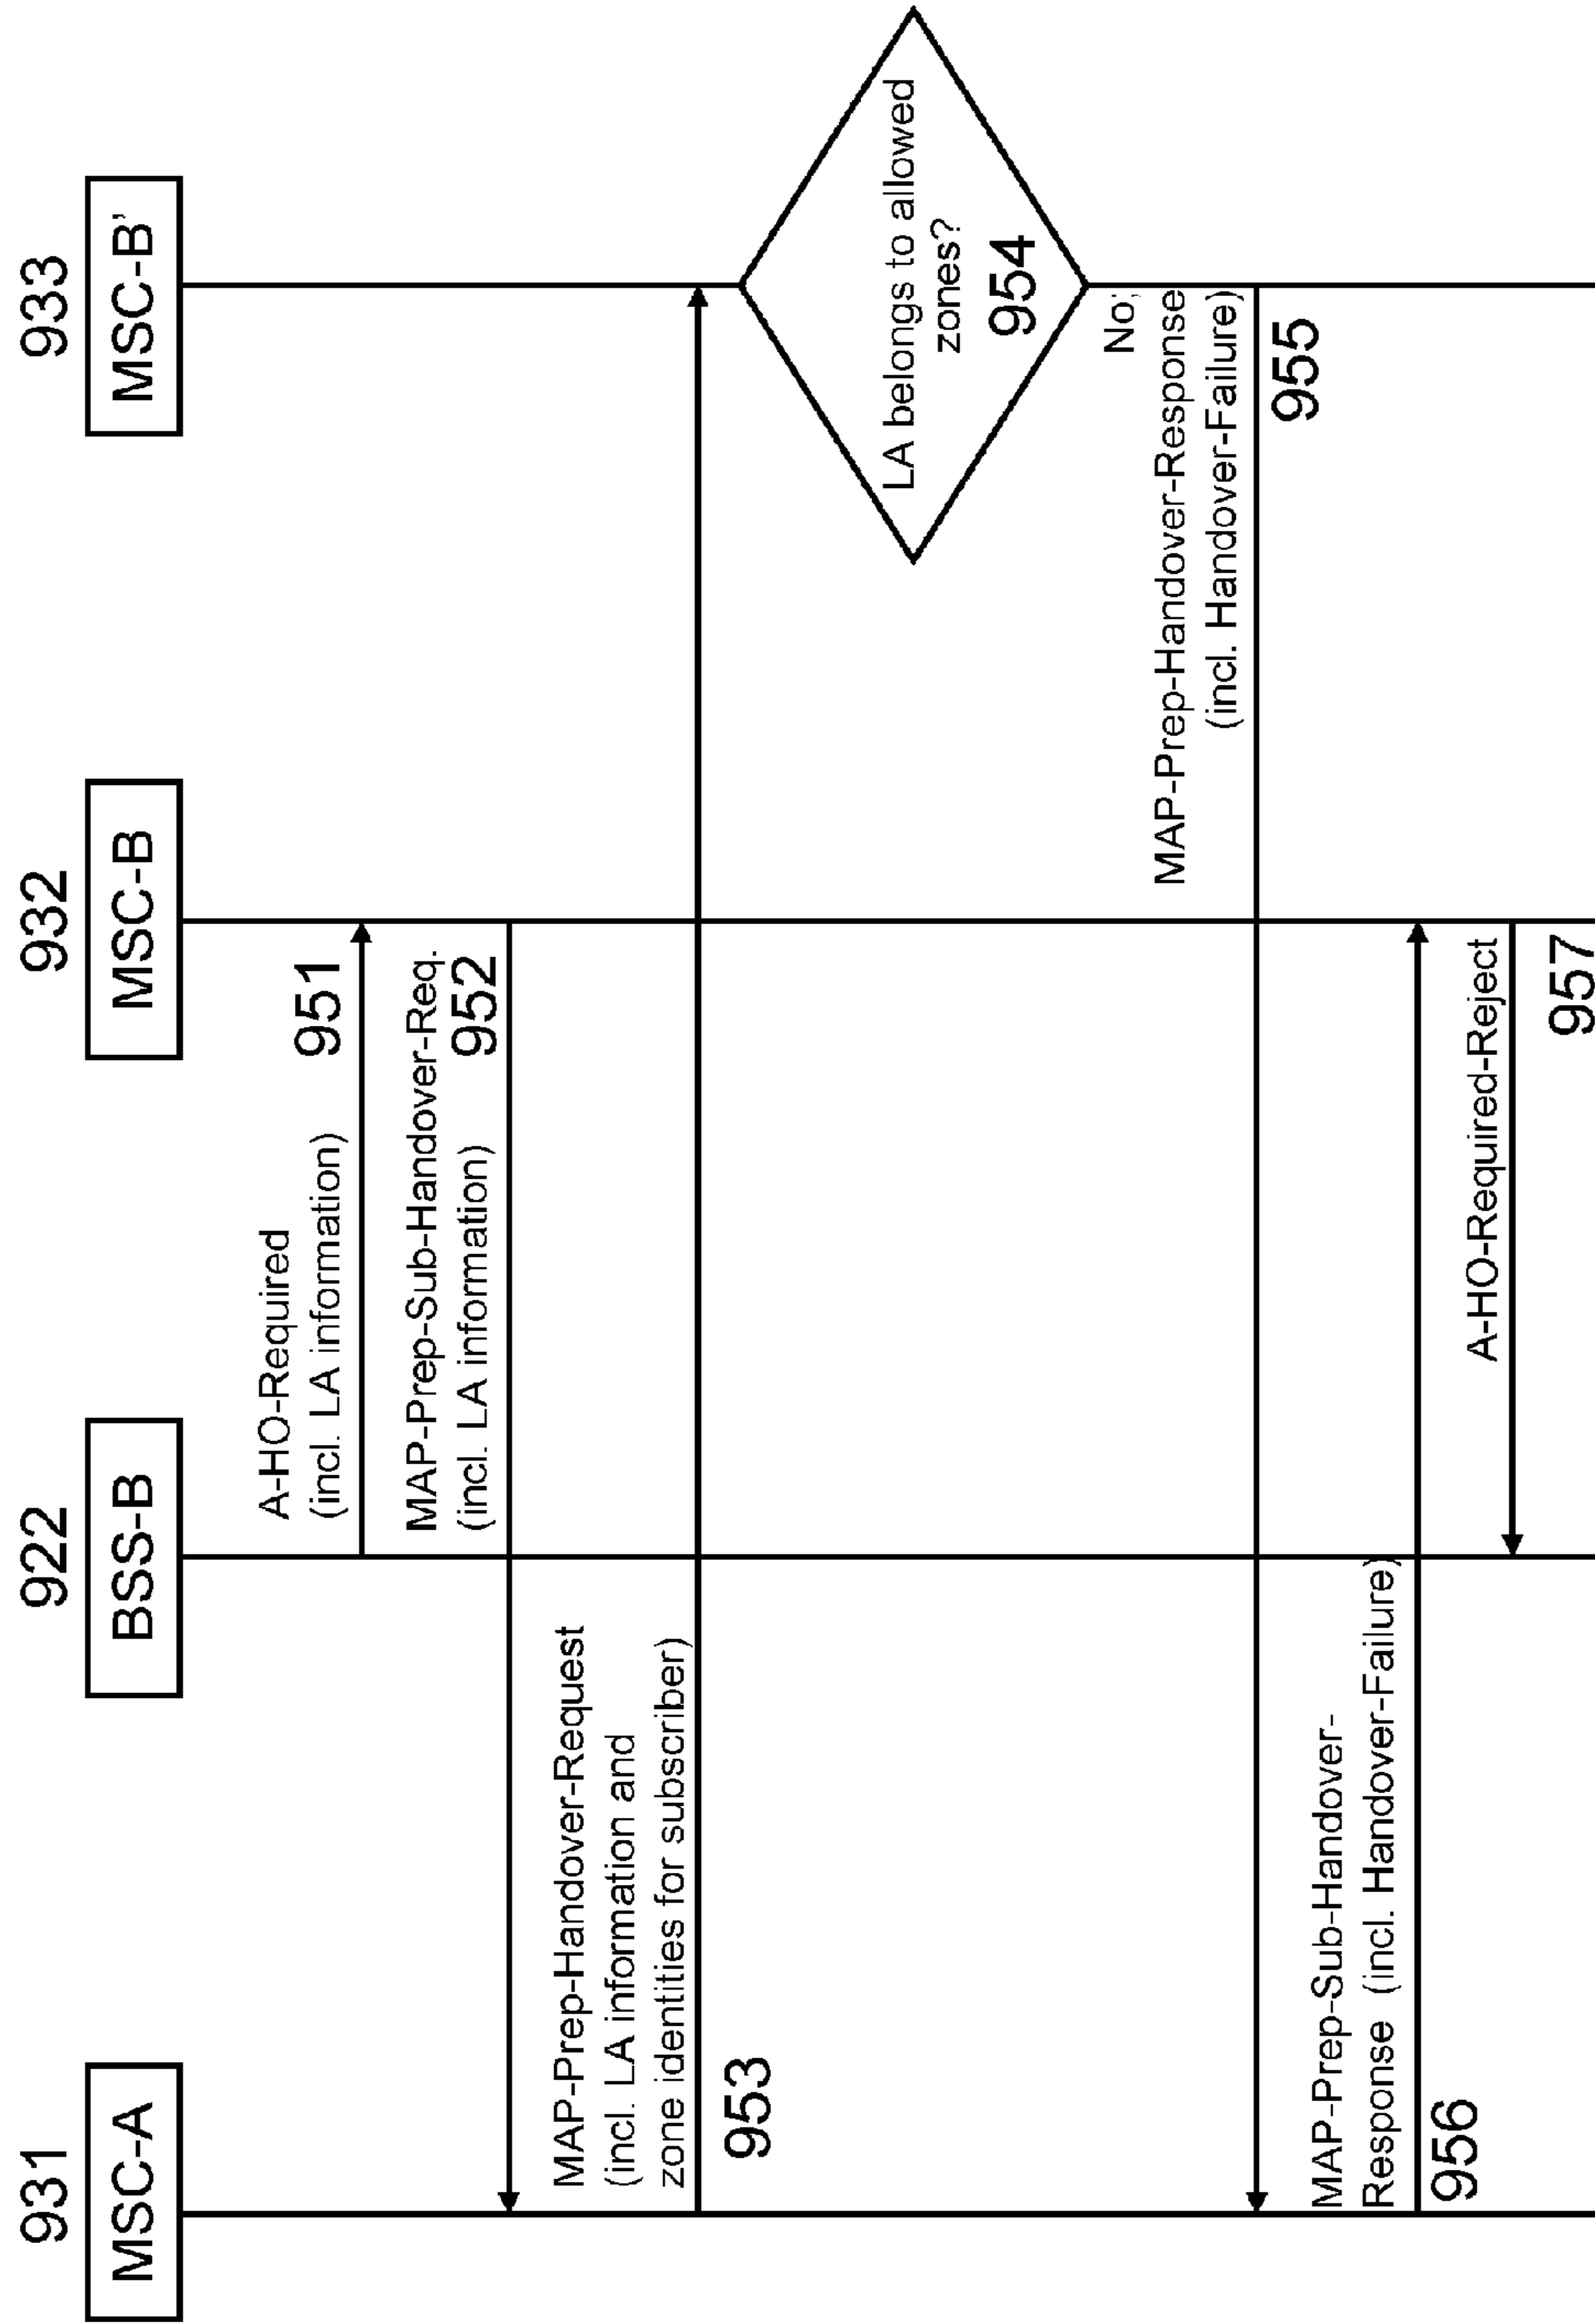 931
922
932
933
MSC-A
BSS-B
MSC-B
MSC-B'
A-HO-Required
(incl. LA information)
951
MAP-Prep-Sub-Handover-Req.
(incl. LA information)
952
MAP-Prep-Handover-Request
(incl. LA information and
zone identities for subscriber)
953
LA belongs to allowed
zones?
954
No;
MAP-Prep-Handover-Response
(incl. Handover-Failure)
955
MAP-Prep-Sub-Handover-
Response (incl. Handover-Failure)
956
A-HO-Required-Reject
957